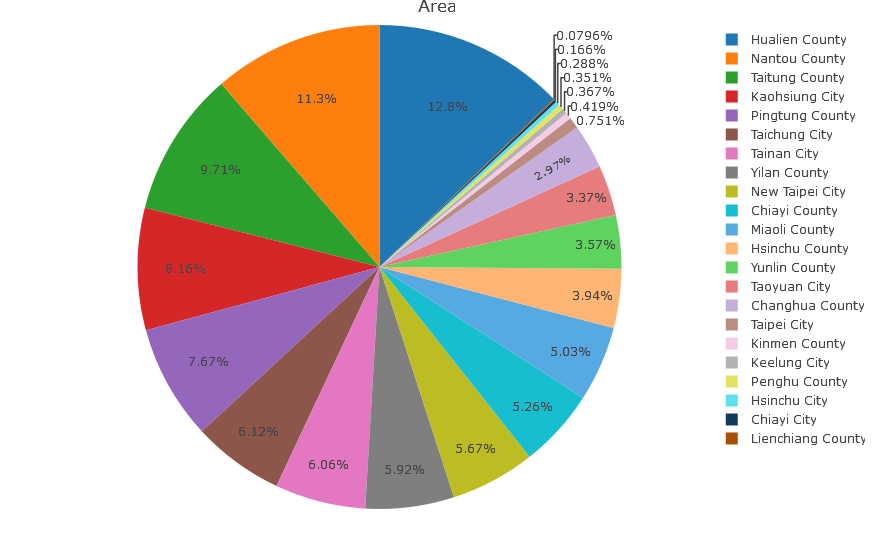 Area
0.0796%
0.166%
0.288%
0.351%
0.367%
0.419%
0.751%
12.8%
11.3%
9.71%
8.16%
7.67%
6.12%
6.06%
5.92%
5.67%
5.26%
5.03%
3.94%
3.57%
3.37%
2.97%
Hualien County
Nantou County
Taitung County
Kaohsiung City
Pingtung County
Taichung City
Tainan City
Yilan County
New Taipei City
Chiayi County
Miaoli County
Hsinchu County
Yunlin County
Taoyuan City
Changhua County
Taipei City
Kinmen County
Keelung City
Penghu County
Hsinchu City
Chiayi City
Lienchiang County